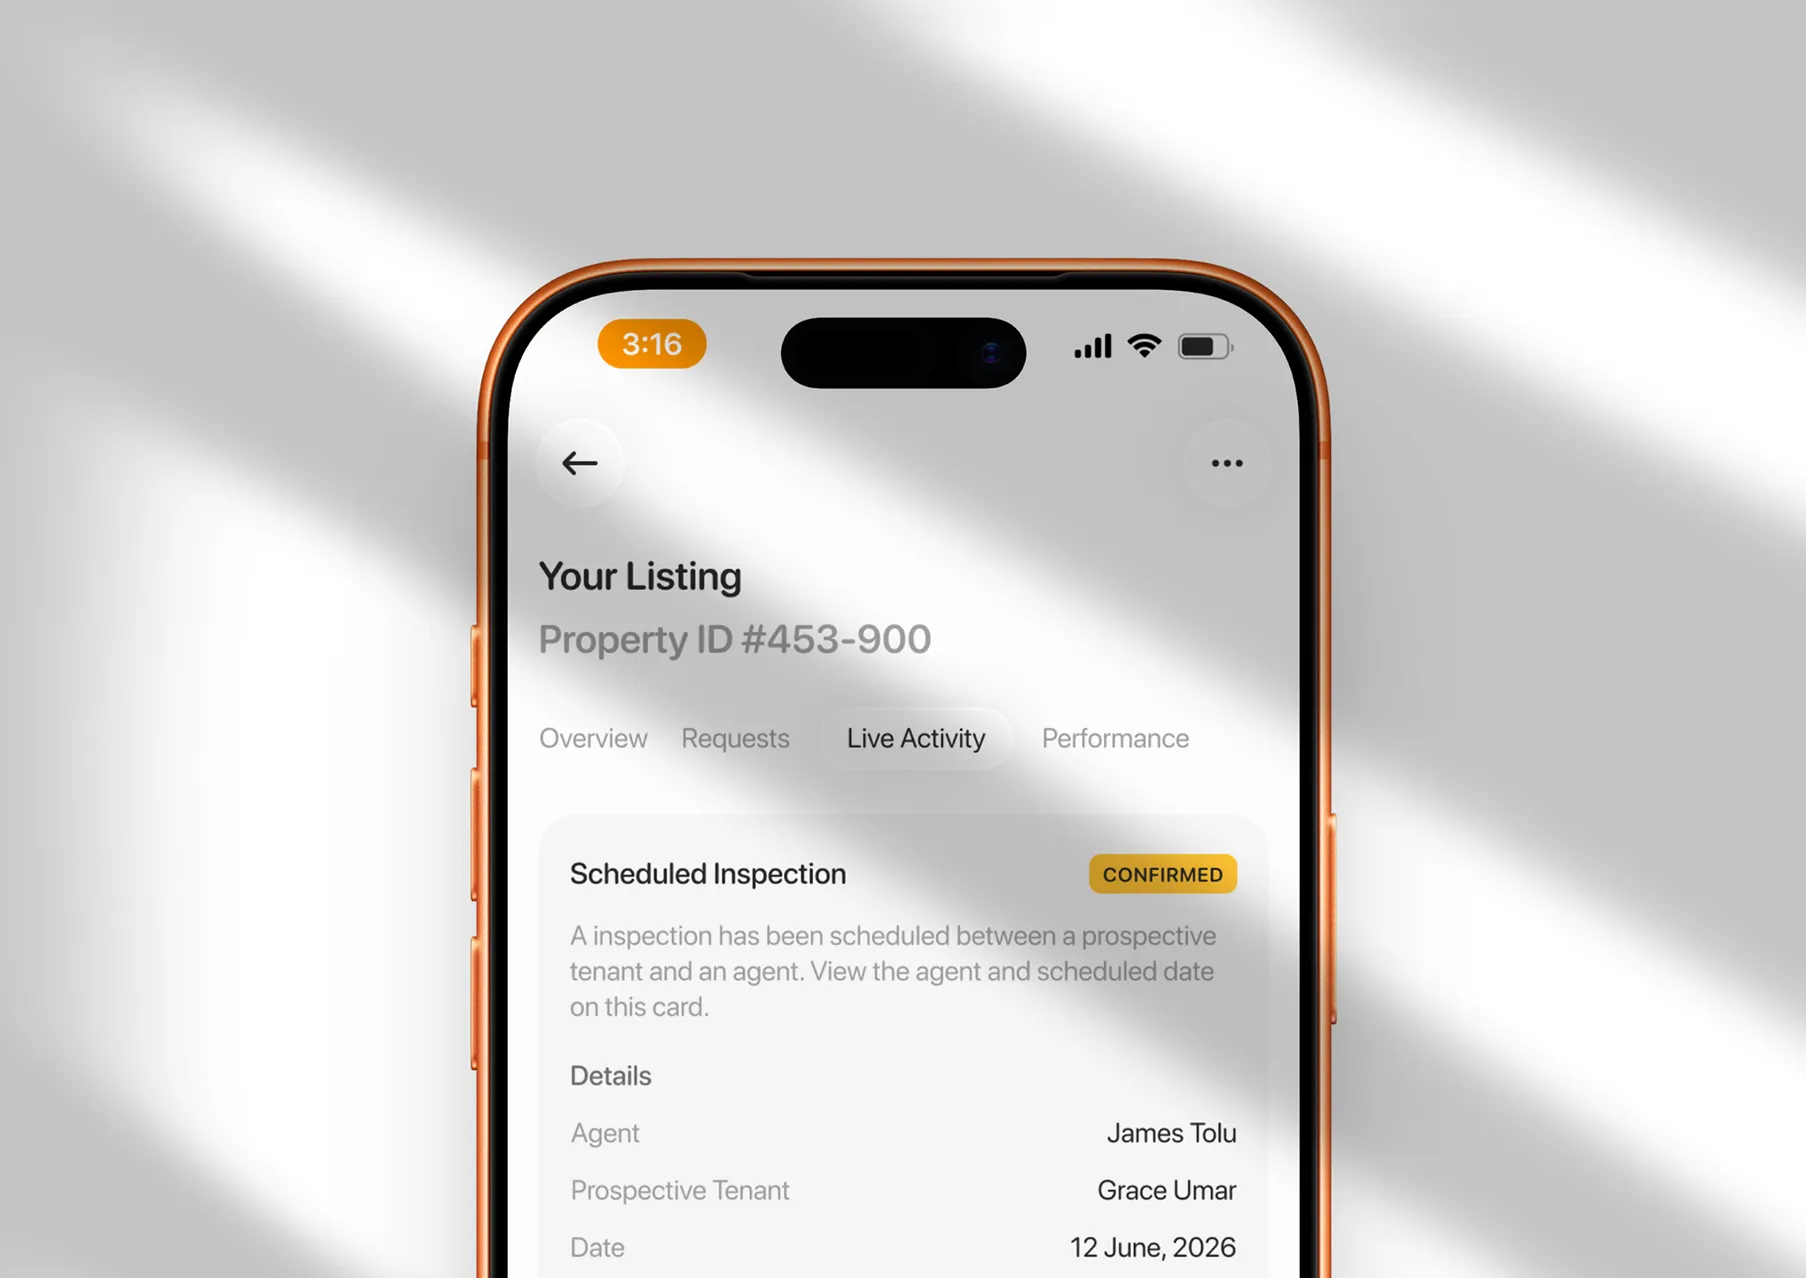 3:16
Your Listing
Property ID #453-900
Overview Requests Live Activity Performance
Scheduled Inspection CONFIRMED
A inspection has been scheduled between a prospective
tenant and an agent. View the agent and scheduled date
on this card.
Details
Agent James Tolu
Prospective Tenant Grace Umar
Date 12 June, 2026